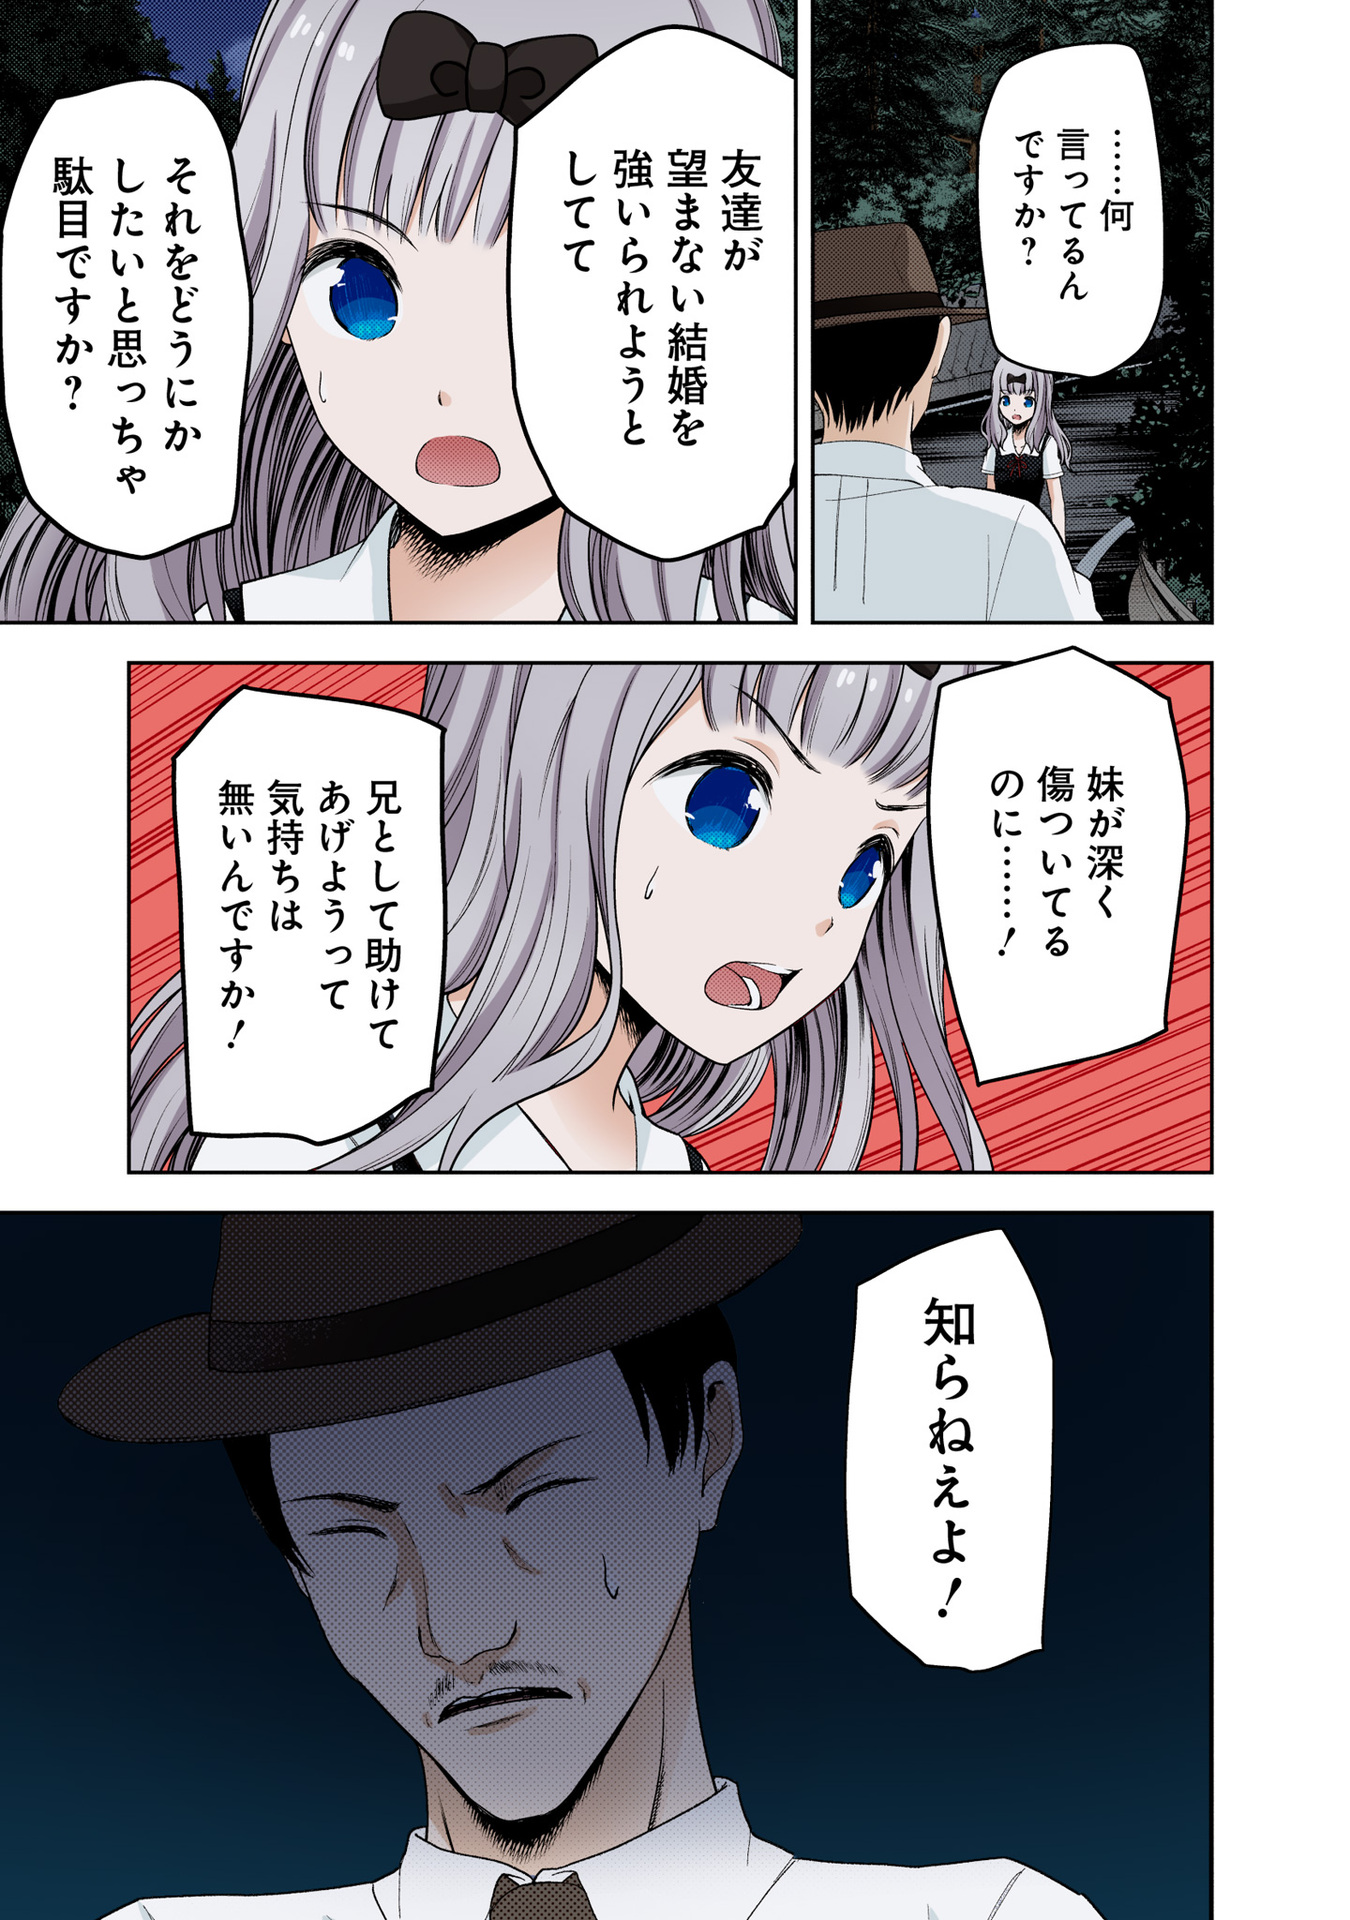 ……何
言ってるん
ですか？
友達が
望まない結婚を
強いられようと
してて
それをどうにか
したいと思っちゃ
駄目ですか？
妹が深く
傷ついてる
のに………！
兄として助けて
あげようって
気持ちは
無いんですか！
知らねえよ！